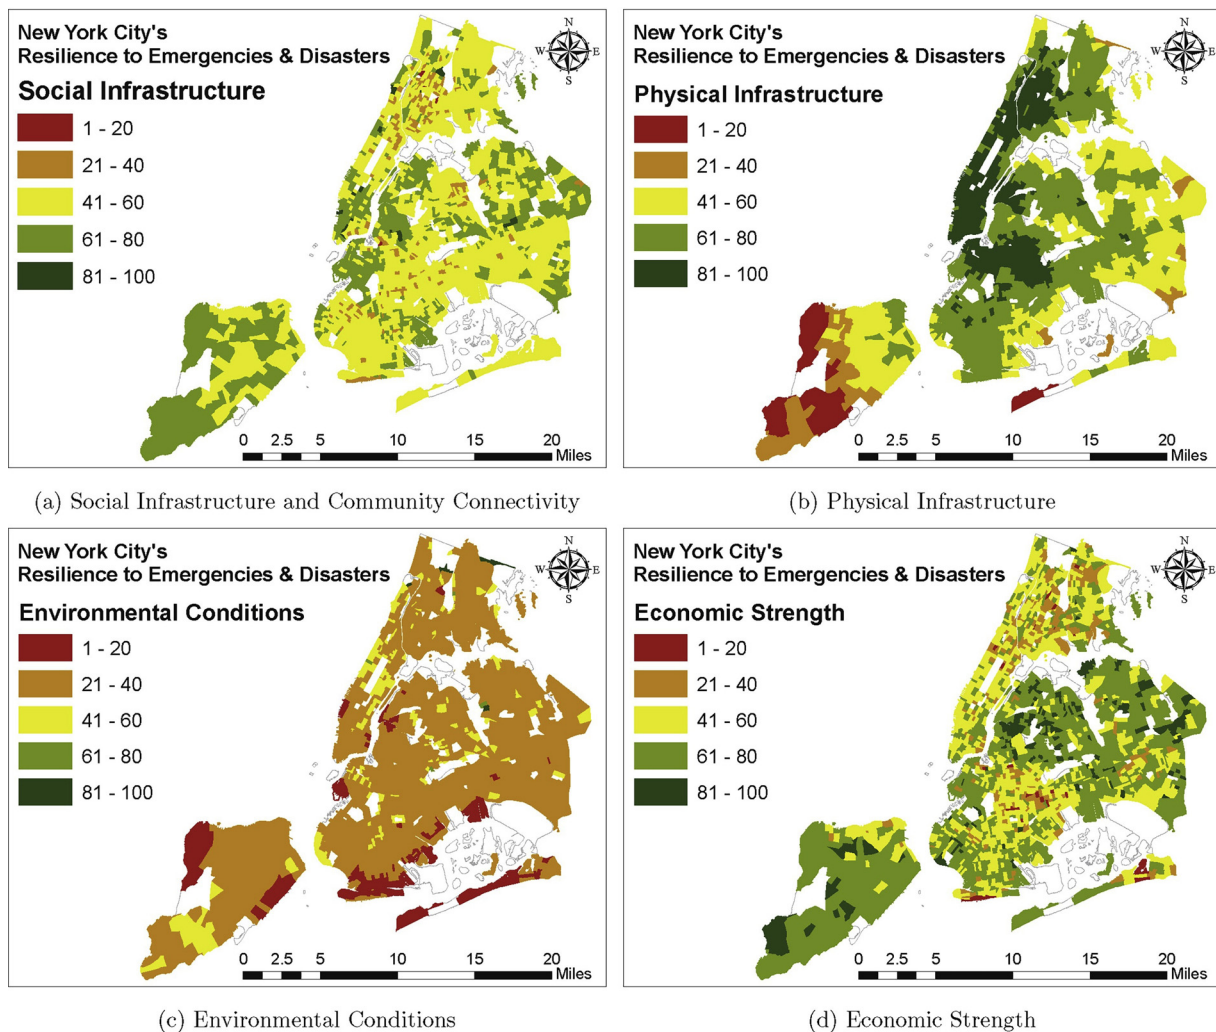 New York City's
Resilience to Emergencies & Disasters
Social Infrastructure
1 - 20
21 - 40
41 - 60
61 - 80
81 - 100
N
W E
S
0 2.5 5 10 15 20
Miles
(a) Social Infrastructure and Community Connectivity
New York City's
Resilience to Emergencies & Disasters
Physical Infrastructure
1 - 20
21 - 40
41 - 60
61 - 80
81 - 100
N
W E
S
0 2.5 5 10 15 20
Miles
(b) Physical Infrastructure
New York City's
Resilience to Emergencies & Disasters
Environmental Conditions
1 - 20
21 - 40
41 - 60
61 - 80
81 - 100
N
W E
S
0 2.5 5 10 15 20
Miles
(c) Environmental Conditions
New York City's
Resilience to Emergencies & Disasters
Economic Strength
1 - 20
21 - 40
41 - 60
61 - 80
81 - 100
N
W E
S
0 2.5 5 10 15 20
Miles
(d) Economic Strength